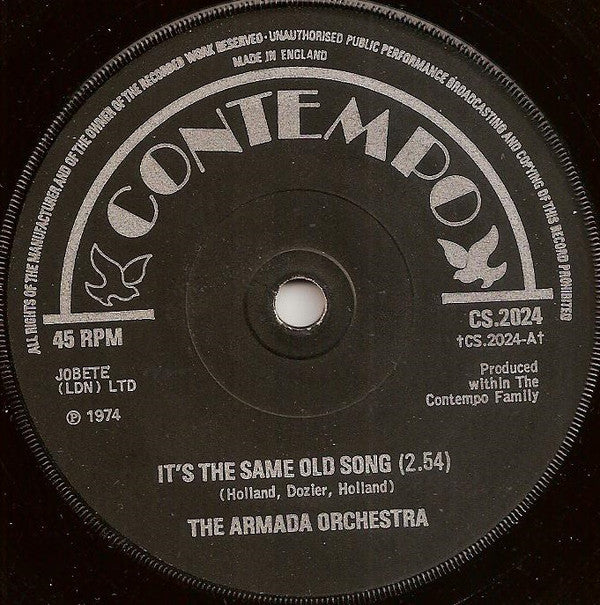 ALL RIGHTS OF THE MANUFACTURER AND OF THE OWNER OF THE RECORDED WORK RESERVED · UNAUTHORISED PUBLIC PERFORMANCE BROADCASTING AND COPYING OF THIS RECORD PROHIBITED
MADE IN ENGLAND
CONTEMPO
45 RPM
JOBETE
(LDN) LTD
Ⓟ 1974
CS.2024
†CS.2024-A†
Produced
within The
Contempo Family
IT'S THE SAME OLD SONG (2.54)
(Holland, Dozier, Holland)
THE ARMADA ORCHESTRA